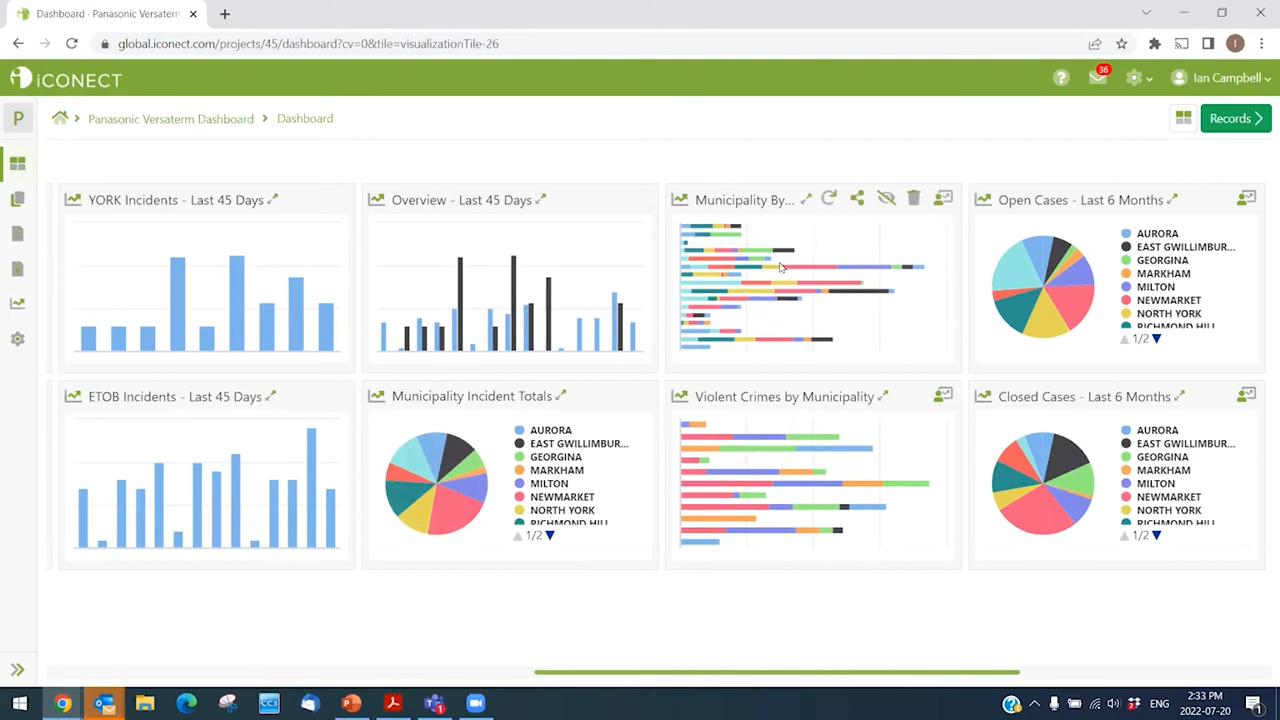 Dashboard - Panasonic Versaterm
global.iconect.com/projects/45/dashboard?cv=0&tile=visualizationTile-26
iCONECT
36
Ian Campbell
P
Panasonic Versaterm Dashboard
Dashboard
Records
YORK Incidents - Last 45 Days
Overview - Last 45 Days
Municipality By...
Open Cases - Last 6 Months
AURORA
EAST GWILLIMBUR...
GEORGINA
MARKHAM
MILTON
NEWMARKET
NORTH YORK
RICHMOND HILL
1/2
ETOB Incidents - Last 45 Days
Municipality Incident Totals
AURORA
EAST GWILLIMBUR...
GEORGINA
MARKHAM
MILTON
NEWMARKET
NORTH YORK
RICHMOND HILL
1/2
Violent Crimes by Municipality
Closed Cases - Last 6 Months
AURORA
EAST GWILLIMBUR...
GEORGINA
MARKHAM
MILTON
NEWMARKET
NORTH YORK
RICHMOND HILL
1/2
2:33 PM
2022-07-20